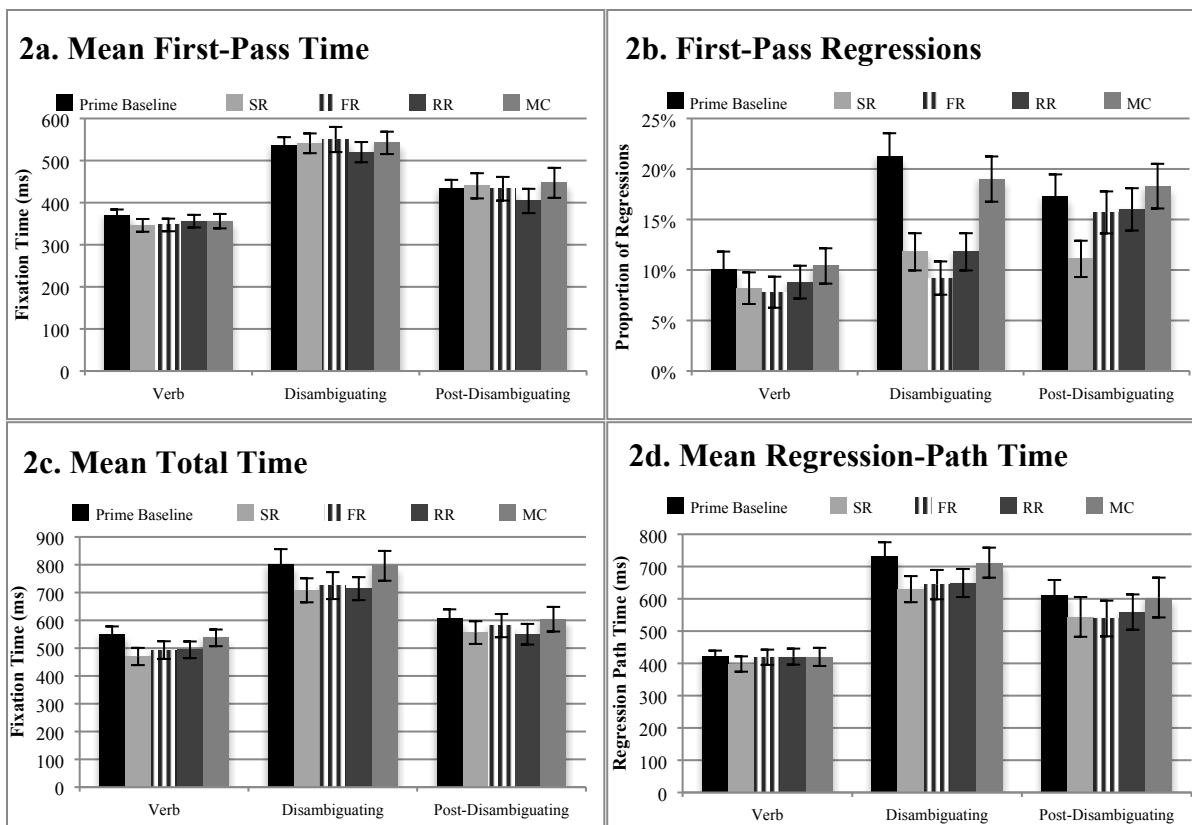 2a. Mean First-Pass Time
Prime Baseline SR FR RR MC
Fixation Time (ms)
600
500
400
300
200
100
0
Verb Disambiguating Post-Disambiguating
2b. First-Pass Regressions
Prime Baseline SR FR RR MC
Proportion of Regressions
25%
20%
15%
10%
5%
0%
Verb Disambiguating Post-Disambiguating
2c. Mean Total Time
Prime Baseline SR FR RR MC
Fixation Time (ms)
900
800
700
600
500
400
300
200
100
0
Verb Disambiguating Post-Disambiguating
2d. Mean Regression-Path Time
Prime Baseline SR FR RR MC
Regression Path Time (ms)
800
700
600
500
400
300
200
100
0
Verb Disambiguating Post-Disambiguating